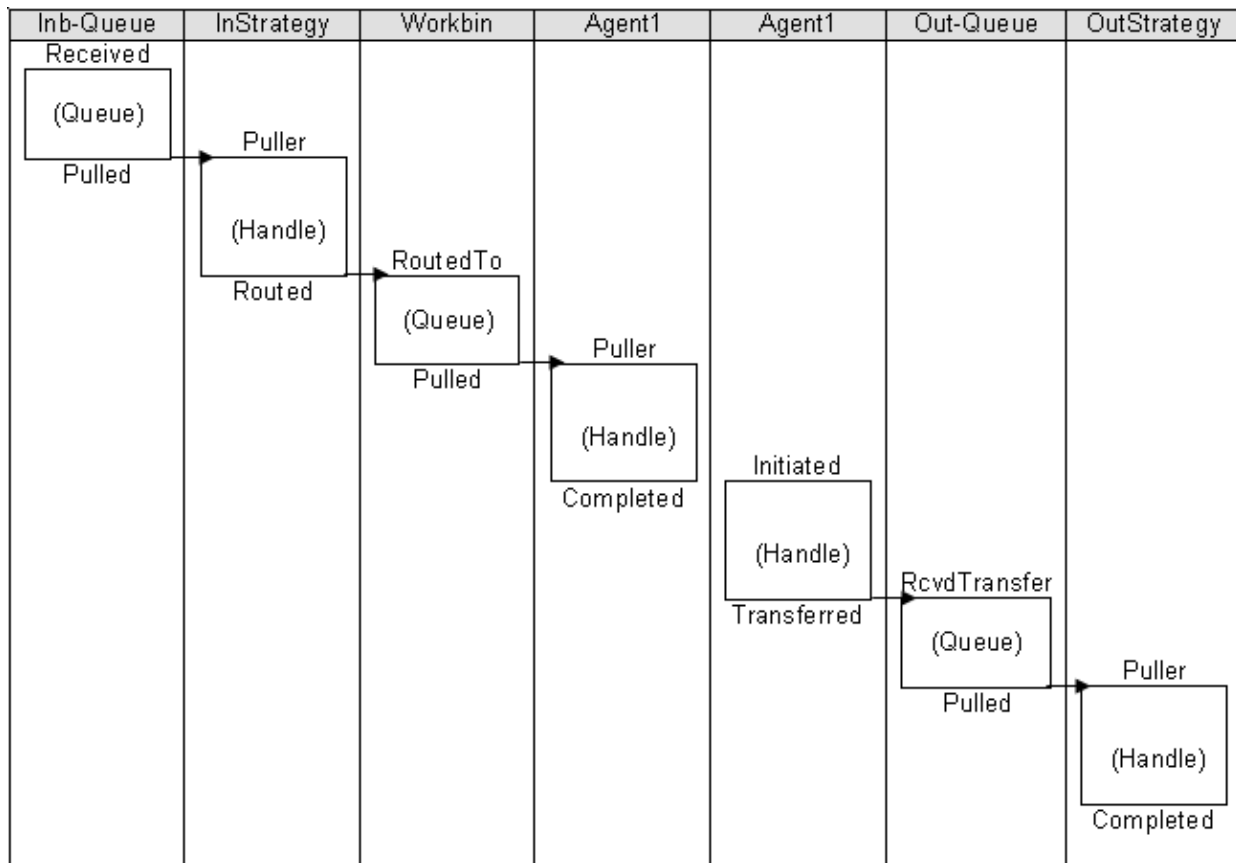 Inb-Queue InStrategy Workbin Agent1 Agent1 Out-Queue OutStrategy
Received
(Queue)
Pulled
Puller
(Handle)
Routed
RoutedTo
(Queue)
Pulled
Puller
(Handle)
Completed
Initiated
(Handle)
Transferred
RcvdTransfer
(Queue)
Pulled
Puller
(Handle)
Completed